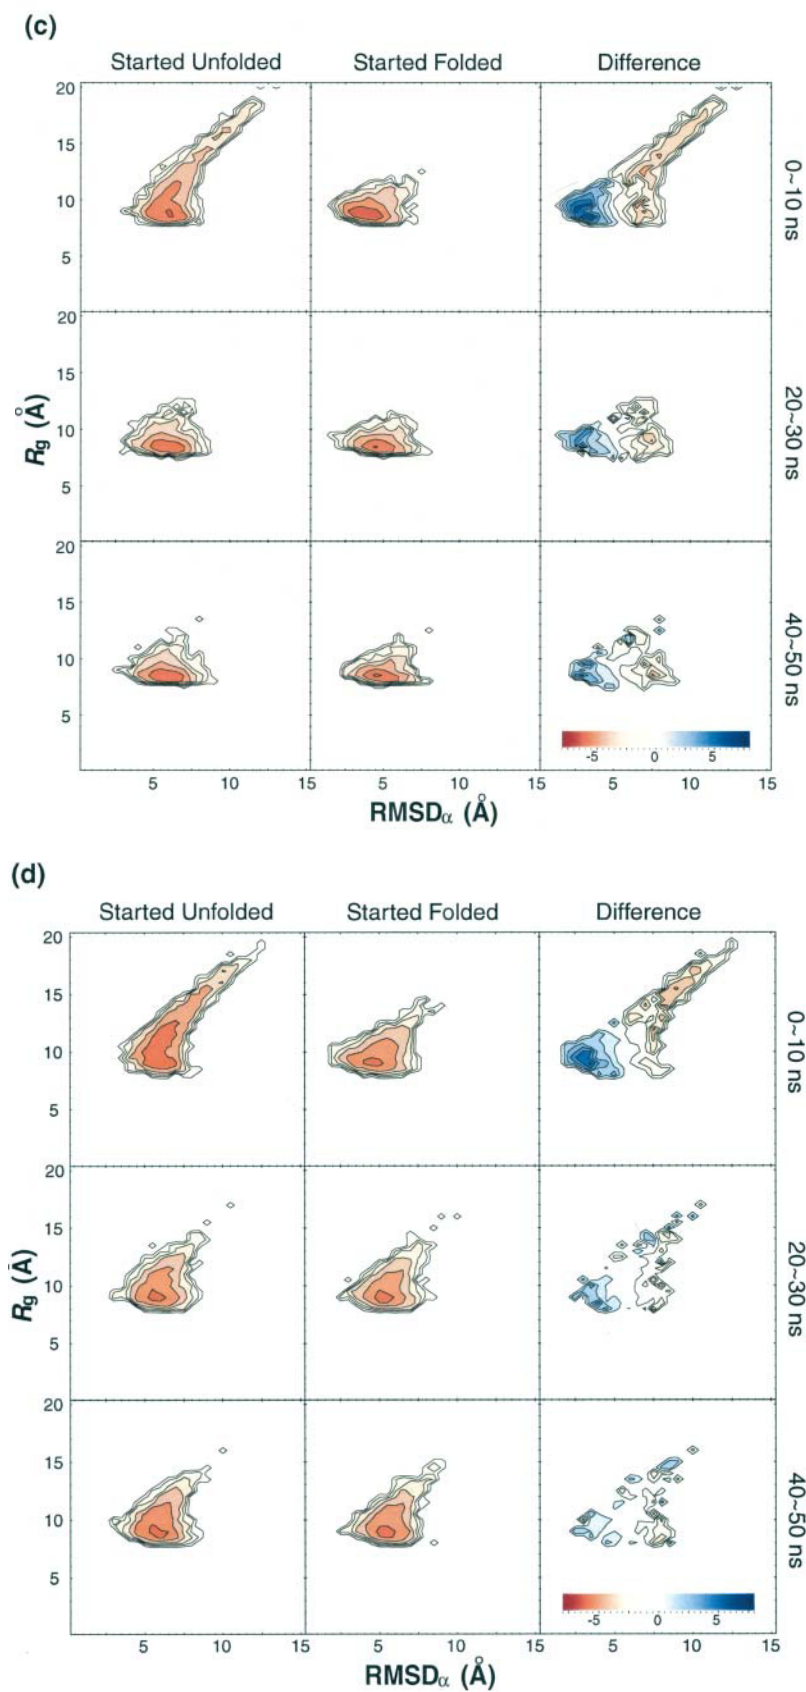 (c)
Started Unfolded Started Folded Difference
20
15
10
5
0~10 ns
20
15
10
5
20~30 ns
20
15
10
5
40~50 ns
Rg (Å)
-5 0 5
5 10 15 5 10 15 5 10 15
RMSDα (Å)
(d)
Started Unfolded Started Folded Difference
20
15
10
5
0~10 ns
20
15
10
5
20~30 ns
20
15
10
5
40~50 ns
Rg (Å)
-5 0 5
5 10 15 5 10 15 5 10 15
RMSDα (Å)